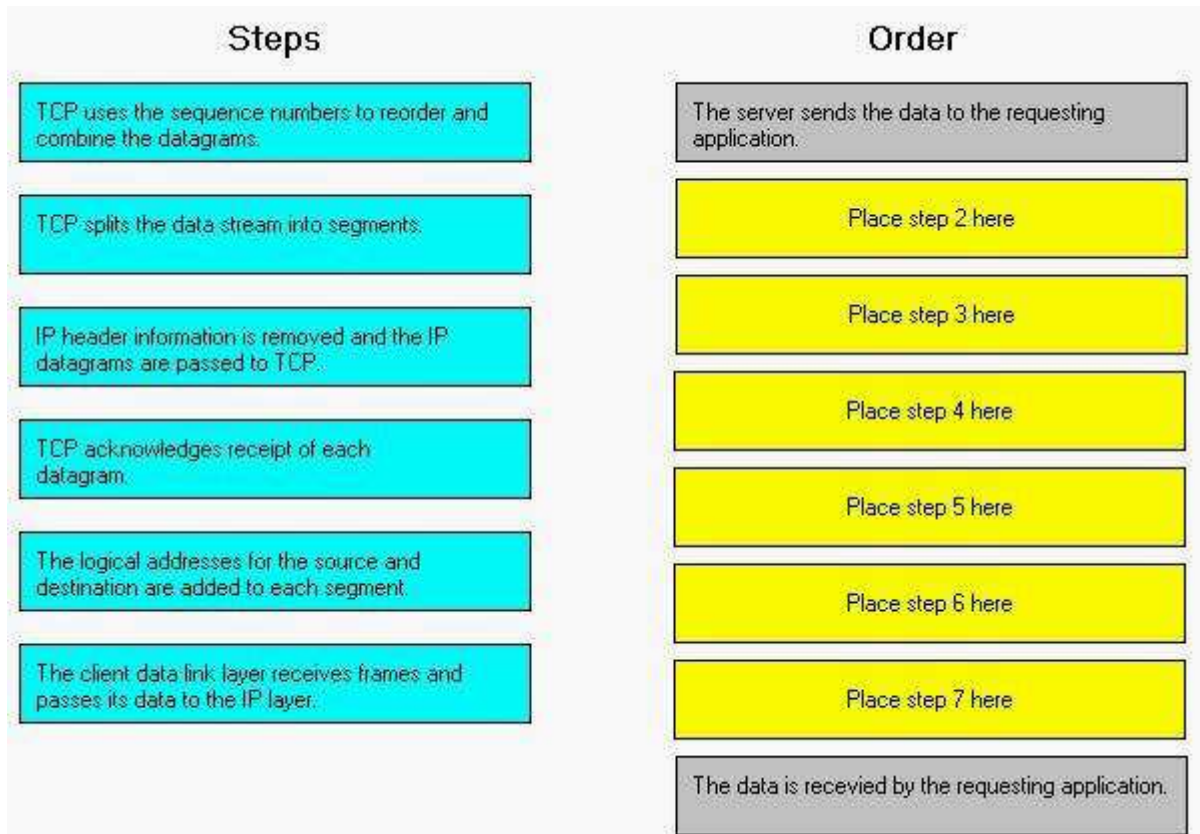 Steps
TCP uses the sequence numbers to reorder and
combine the datagrams.
TCP splits the data stream into segments.
IP header information is removed and the IP
datagrams are passed to TCP.
TCP acknowledges receipt of each
datagram.
The logical addresses for the source and
destination are added to each segment.
The client data link layer receives frames and
passes its data to the IP layer.
Order
The server sends the data to the requesting
application.
Place step 2 here
Place step 3 here
Place step 4 here
Place step 5 here
Place step 6 here
Place step 7 here
The data is recevied by the requesting application.